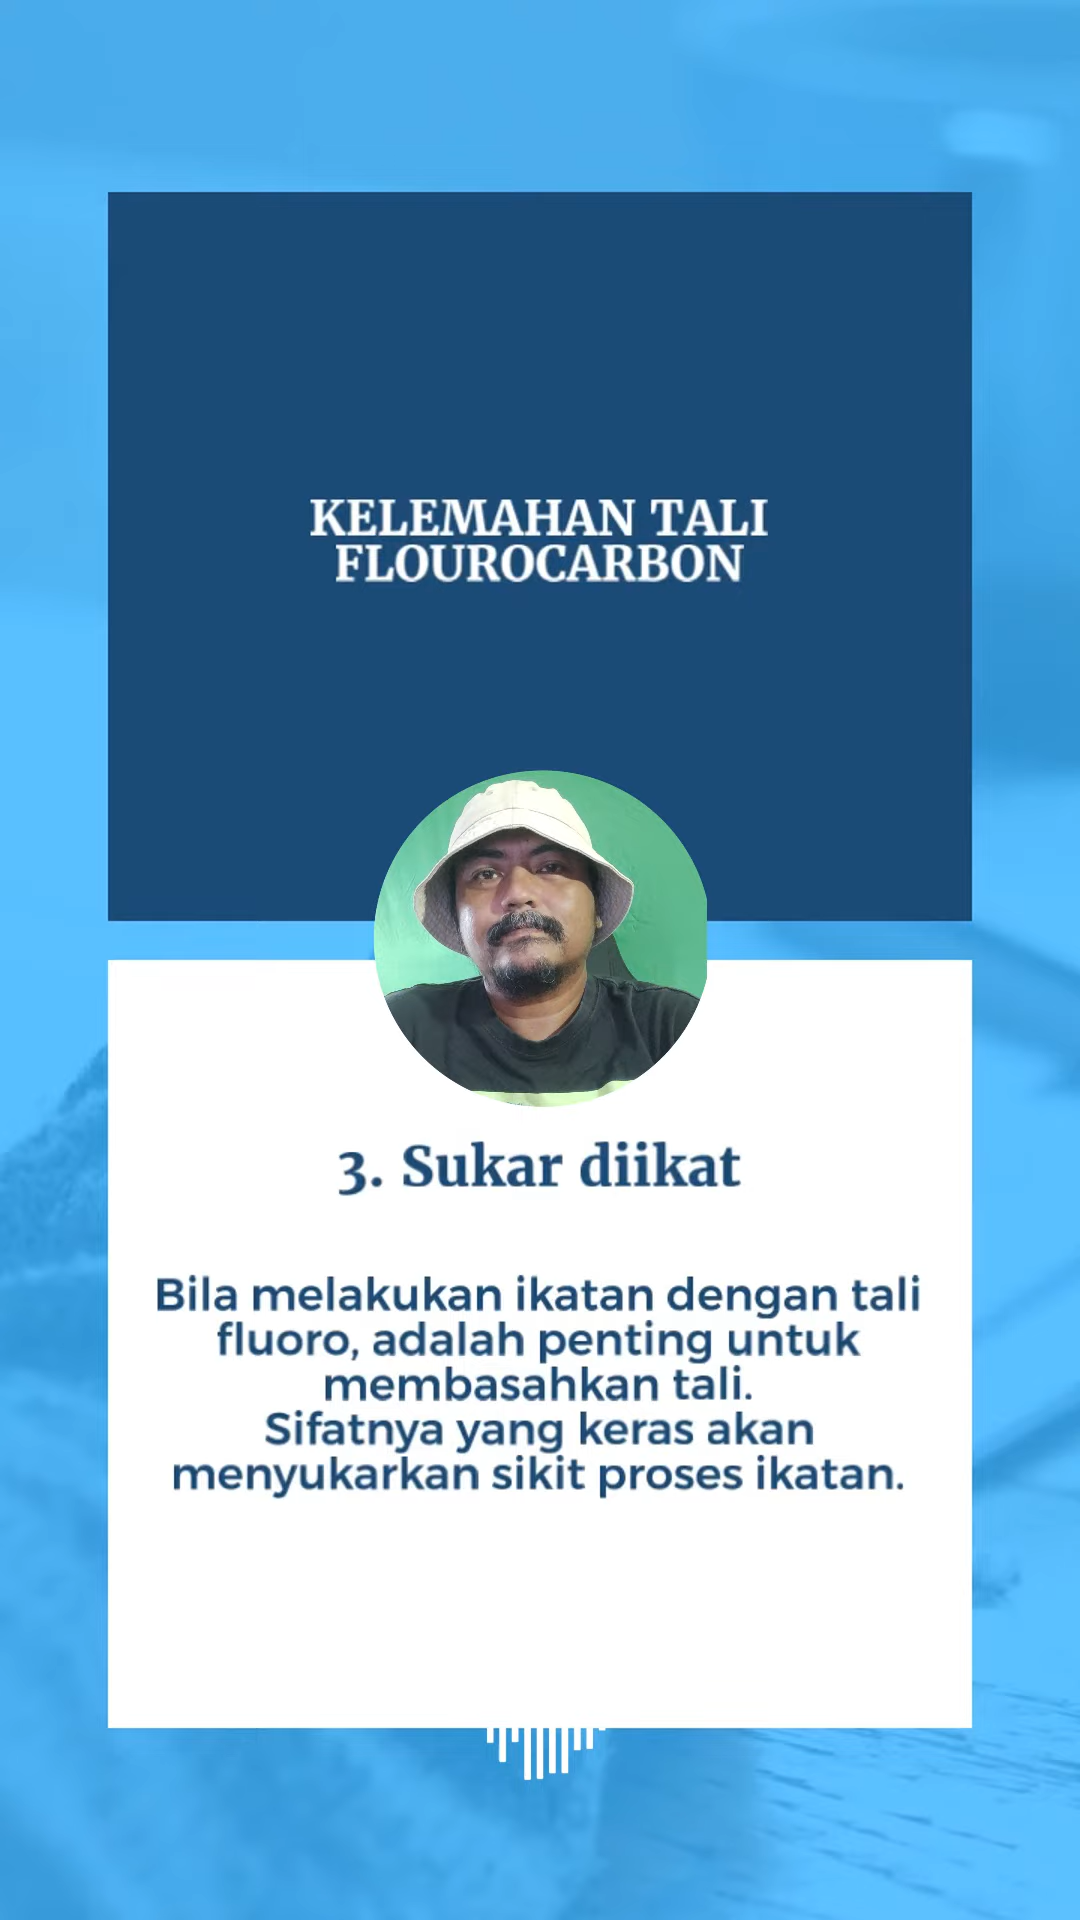 KELEMAHAN TALI
FLOUROCARBON
3. Sukar diikat
Bila melakukan ikatan dengan tali
fluoro, adalah penting untuk
membasahkan tali.
Sifatnya yang keras akan
menyukarkan sikit proses ikatan.